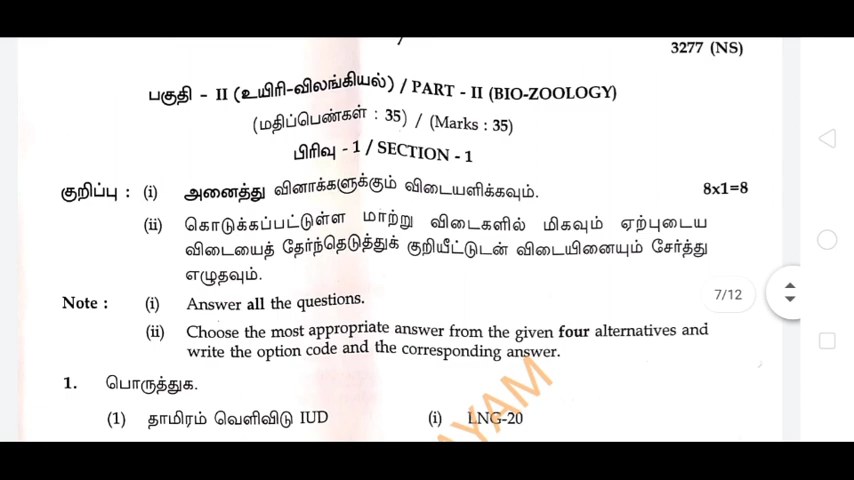 3277 (NS)
பகுதி - II (உயிரி-விலங்கியல்) / PART - II (BIO-ZOOLOGY)
(மதிப்பெண்கள் : 35) / (Marks : 35)
பிரிவு - 1 / SECTION - 1
குறிப்பு : (i) அனைத்து வினாக்களுக்கும் விடையளிக்கவும். 8x1=8
(ii) கொடுக்கப்பட்டுள்ள மாற்று விடைகளில் மிகவும் ஏற்புடைய
விடையைத் தேர்ந்தெடுத்துக் குறியீட்டுடன் விடையினையும் சேர்த்து
எழுதவும்.
7/12
Note : (i) Answer all the questions.
(ii) Choose the most appropriate answer from the given four alternatives and
write the option code and the corresponding answer.
1. பொருத்துக.
(1) தாமிரம் வெளிவிடு IUD (i) LNG-20